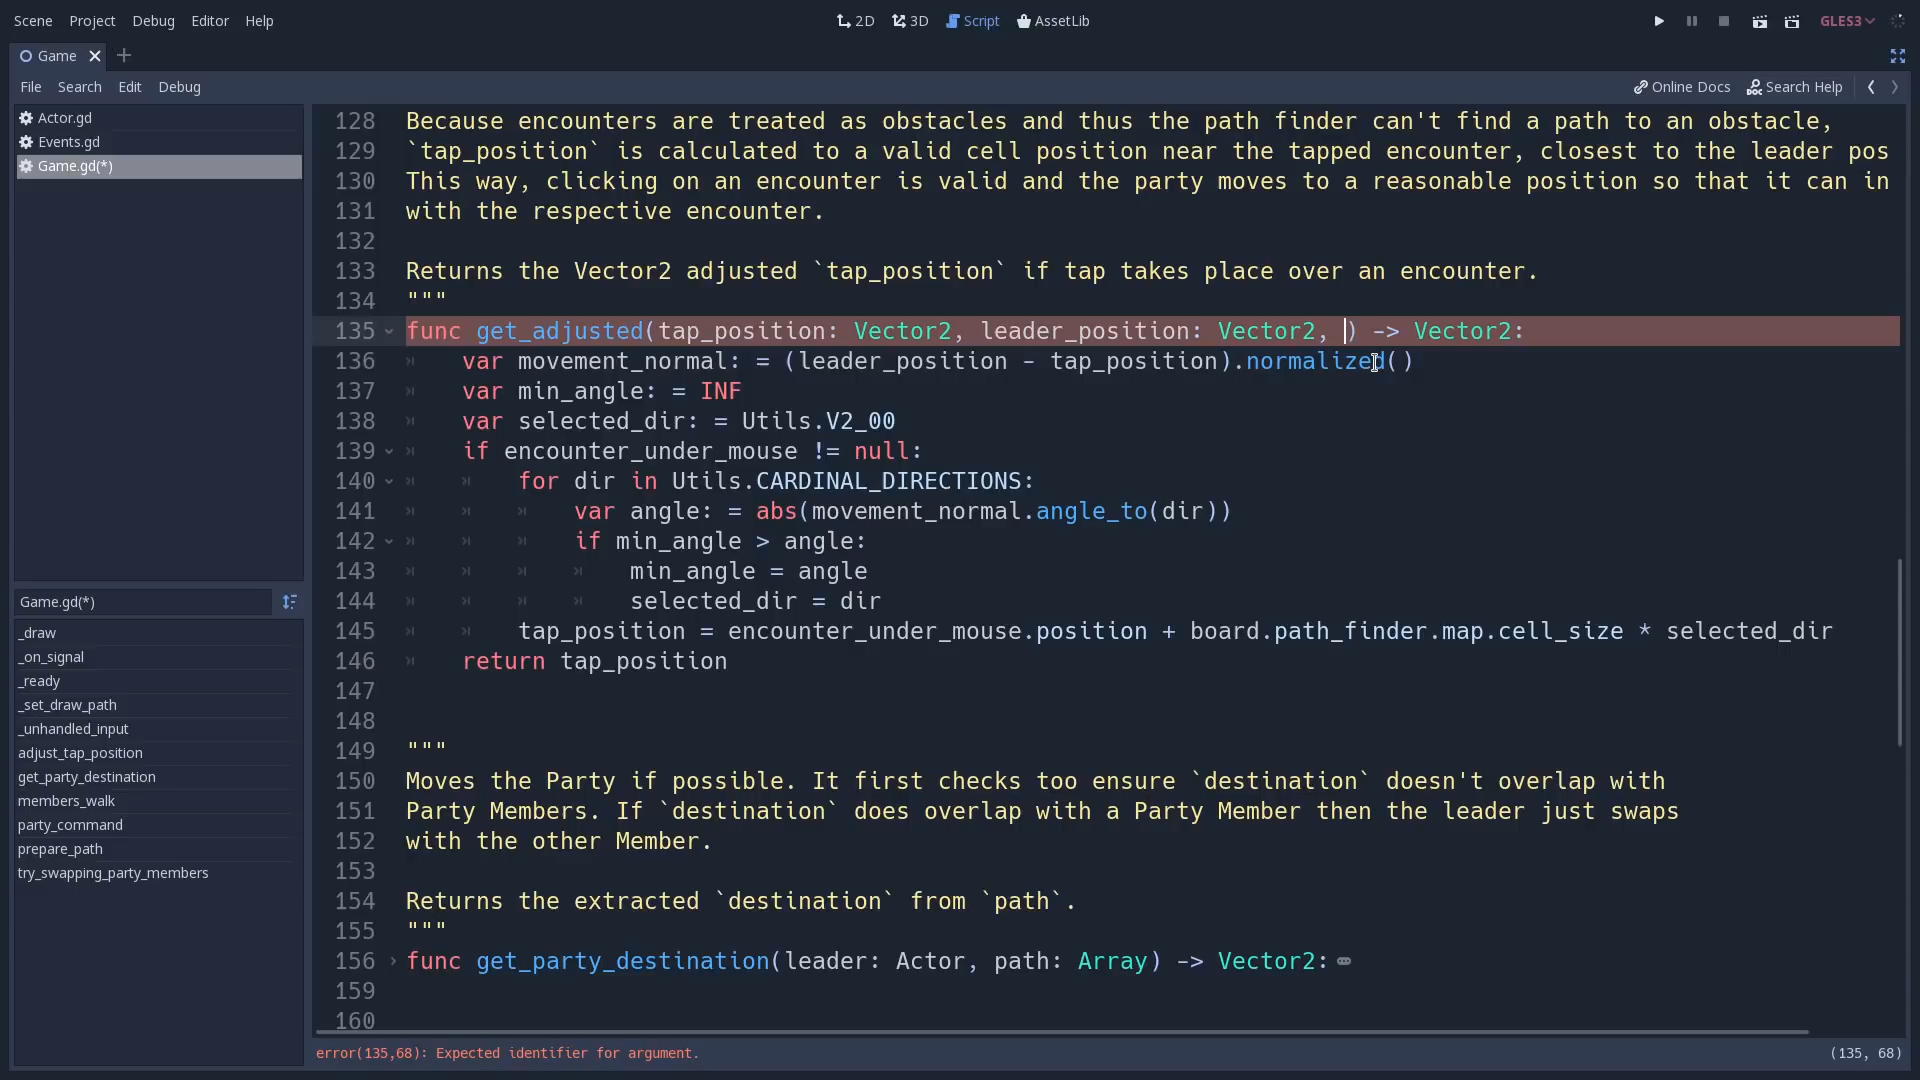 Scene Project Debug Editor Help 2D 3D Script AssetLib GLES3
Game
File Search Edit Debug Online Docs Search Help
Actor.gd
Events.gd
Game.gd(*)
Game.gd(*)
_draw
_on_signal
_ready
_set_draw_path
_unhandled_input
adjust_tap_position
get_party_destination
members_walk
party_command
prepare_path
try_swapping_party_members
128 Because encounters are treated as obstacles and thus the path finder can't find a path to an obstacle,
129 `tap_position` is calculated to a valid cell position near the tapped encounter, closest to the leader pos
130 This way, clicking on an encounter is valid and the party moves to a reasonable position so that it can in
131 with the respective encounter.
132
133 Returns the Vector2 adjusted `tap_position` if tap takes place over an encounter.
134 """
135 func get_adjusted(tap_position: Vector2, leader_position: Vector2, ) -> Vector2:
136 var movement_normal: = (leader_position - tap_position).normalized()
137 var min_angle: = INF
138 var selected_dir: = Utils.V2_00
139 if encounter_under_mouse != null:
140 for dir in Utils.CARDINAL_DIRECTIONS:
141 var angle: = abs(movement_normal.angle_to(dir))
142 if min_angle > angle:
143 min_angle = angle
144 selected_dir = dir
145 tap_position = encounter_under_mouse.position + board.path_finder.map.cell_size * selected_dir
146 return tap_position
147
148
149 """
150 Moves the Party if possible. It first checks too ensure `destination` doesn't overlap with
151 Party Members. If `destination` does overlap with a Party Member then the leader just swaps
152 with the other Member.
153
154 Returns the extracted `destination` from `path`.
155 """
156 func get_party_destination(leader: Actor, path: Array) -> Vector2:
159
160
error(135,68): Expected identifier for argument. (135, 68)